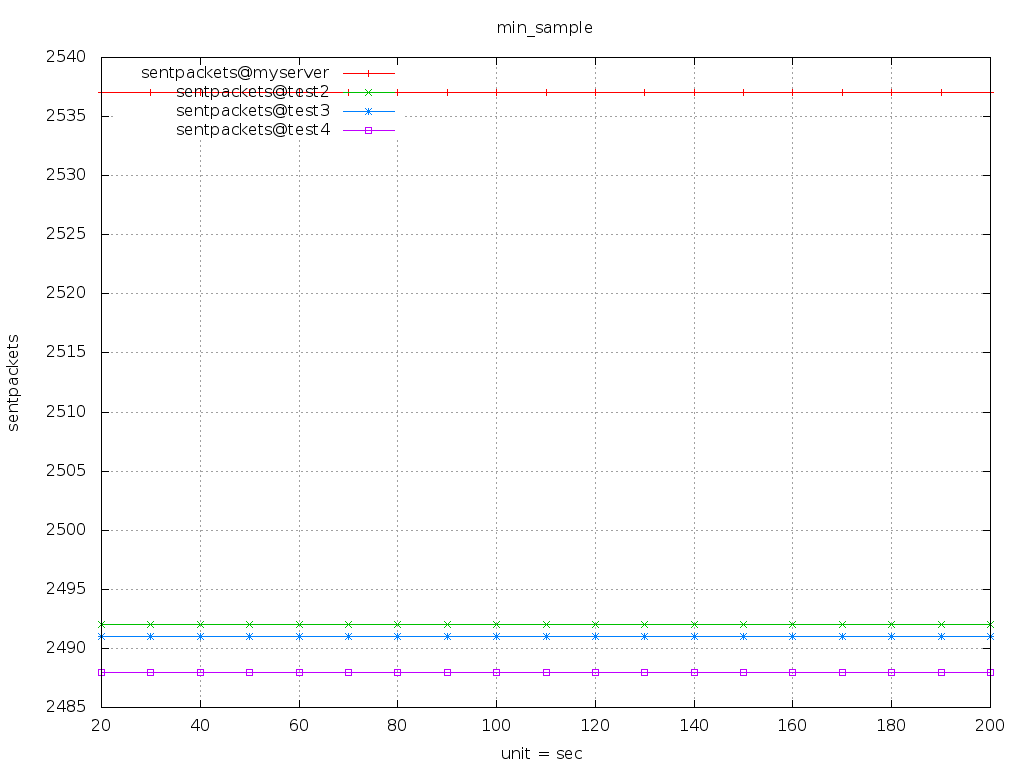 min_sample
2540
sentpackets@myserver
sentpackets@test2
sentpackets@test3
sentpackets@test4
2535
2530
2525
2520
2515
2510
2505
2500
2495
2490
2485
sentpackets
20 40 60 80 100 120 140 160 180 200
unit = sec